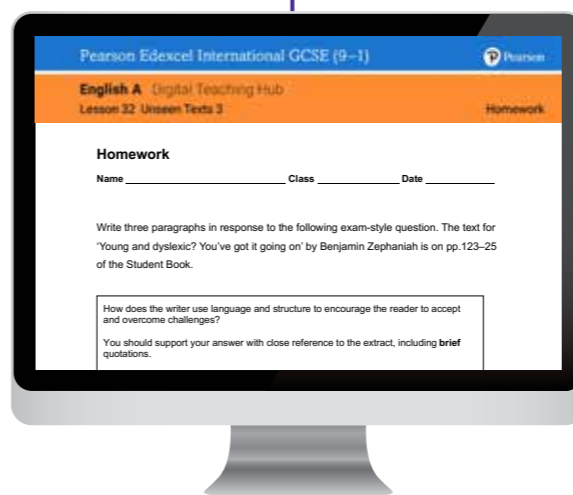 Pearson Edexcel International GCSE (9–1)
Pearson
English A Digital Teaching Hub
Lesson 32 Unseen Texts 3
Homework
Homework
Name Class Date
Write three paragraphs in response to the following exam-style question. The text for
‘Young and dyslexic? You’ve got it going on’ by Benjamin Zephaniah is on pp.123–25
of the Student Book.
How does the writer use language and structure to encourage the reader to accept
and overcome challenges?
You should support your answer with close reference to the extract, including brief
quotations.